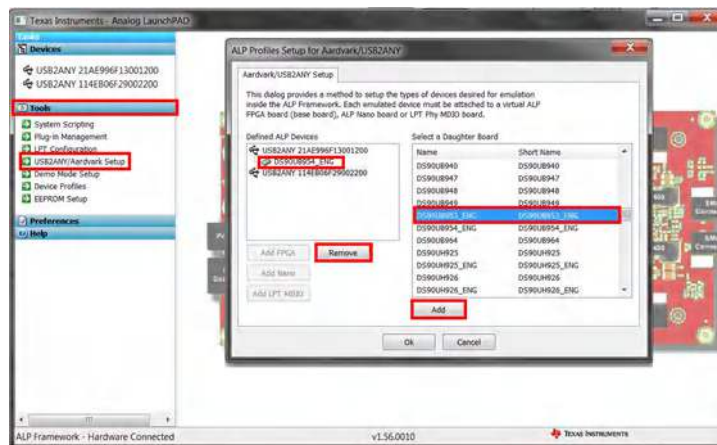 Texas Instruments - Analog LaunchPAD
Tasks
Devices
USB2ANY 21AE996F13001200
USB2ANY 114EB06F29002200
Tools
System Scripting
Plug-in Management
LPT Configuration
USB2ANY/Aardvark Setup
Demo Mode Setup
Device Profiles
EEPROM Setup
Preferences
Help
ALP Profiles Setup for Aardvark/USB2ANY
Aardvark/USB2ANY Setup
This dialog provides a method to setup the types of devices desired for emulation
inside the ALP Framework. Each emulated device must be attached to a virtual ALP
FPGA board (base board), ALP Nano board or LPT Phy MDIO board.
Defined ALP Devices
USB2ANY 21AE996F13001200
DS90UB954_ENG
USB2ANY 114EB06F29002200
Add FPGA
Remove
Add Nano
Add LPT MDIO
Select a Daughter Board
Name Short Name
DS90UB940 DS90UB940
DS90UB947 DS90UB947
DS90UB948 DS90UB948
DS90UB949 DS90UB949
DS90UB953_ENG DS90UB953_ENG
DS90UB954_ENG DS90UB954_ENG
DS90UB964 DS90UB964
DS90UH925 DS90UH925
DS90UH925_ENG DS90UH925_ENG
DS90UH926 DS90UH926
DS90UH926_ENG DS90UH926_ENG
Add
Ok Cancel
ALP Framework - Hardware Connected v1.56.0010 TEXAS INSTRUMENTS